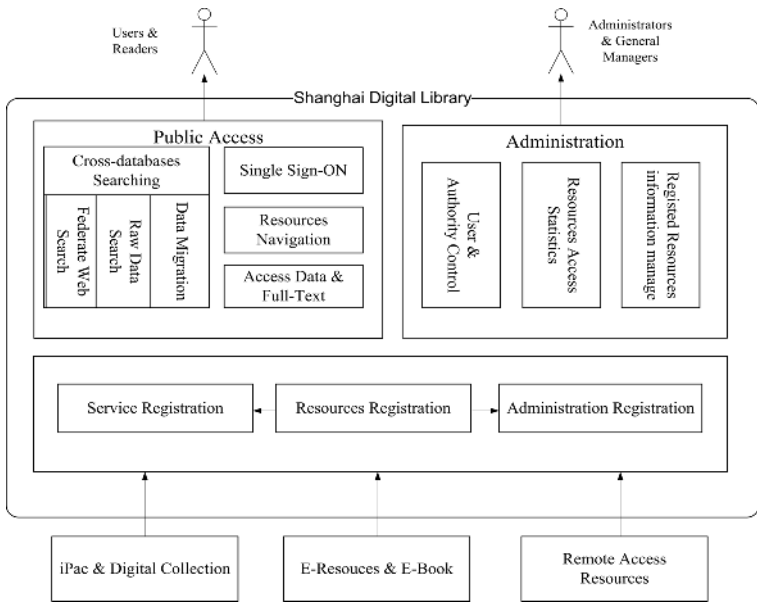 Users &
Readers
Administrators
& General
Managers
Shanghai Digital Library
Public Access
Cross-databases
Searching
Federate Web
Search
Raw Data
Search
Data Migration
Single Sign-ON
Resources
Navigation
Access Data &
Full-Text
Administration
User &
Authority Control
Resources Access
Statistics
Registed Resources
information manage
Service Registration
Resources Registration
Administration Registration
iPac & Digital Collection
E-Resouces & E-Book
Remote Access
Resources